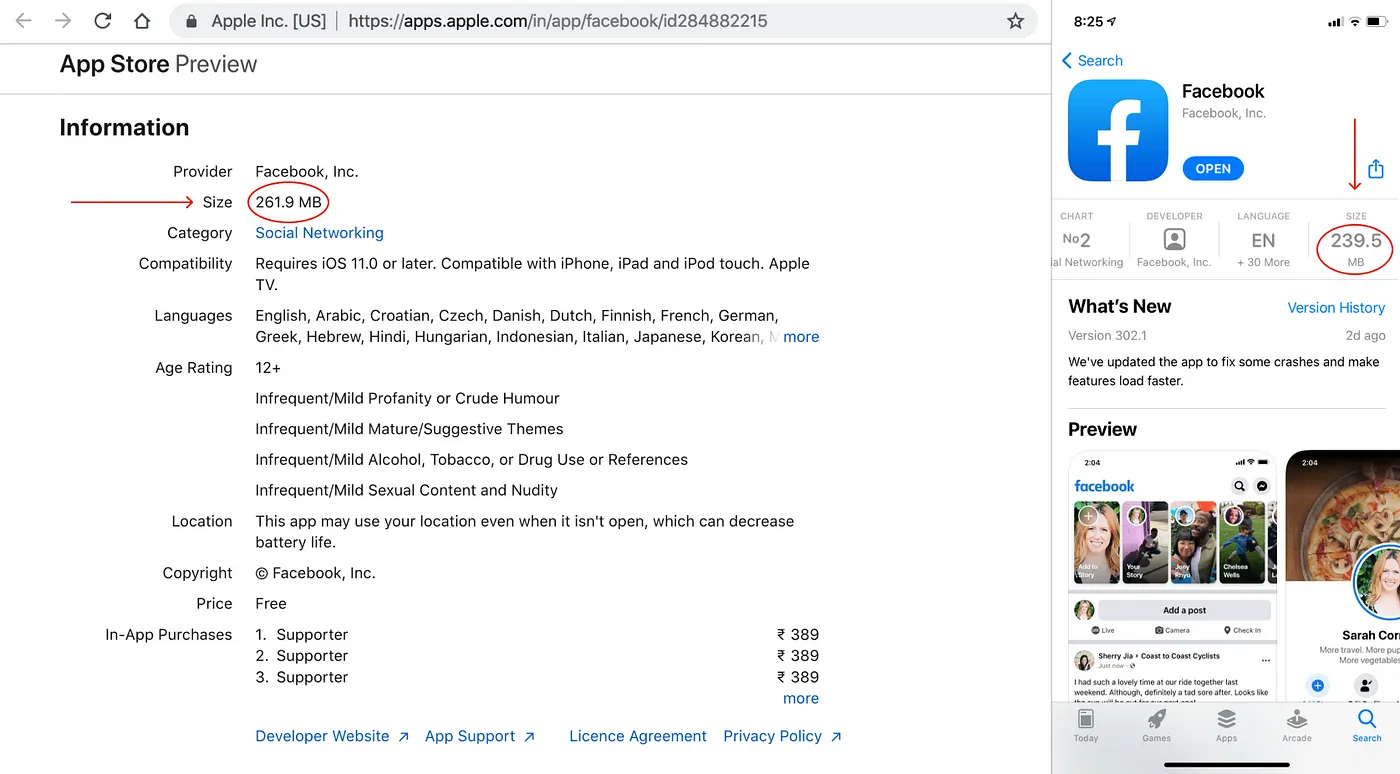 Apple Inc. [US] | https://apps.apple.com/in/app/facebook/id284882215
App Store Preview
Information
Provider Facebook, Inc.
Size 261.9 MB
Category Social Networking
Compatibility Requires iOS 11.0 or later. Compatible with iPhone, iPad and iPod touch. Apple
TV.
Languages English, Arabic, Croatian, Czech, Danish, Dutch, Finnish, French, German,
Greek, Hebrew, Hindi, Hungarian, Indonesian, Italian, Japanese, Korean, more
Age Rating 12+
Infrequent/Mild Profanity or Crude Humour
Infrequent/Mild Mature/Suggestive Themes
Infrequent/Mild Alcohol, Tobacco, or Drug Use or References
Infrequent/Mild Sexual Content and Nudity
Location This app may use your location even when it isn't open, which can decrease
battery life.
Copyright © Facebook, Inc.
Price Free
In-App Purchases 1. Supporter ₹ 389
2. Supporter ₹ 389
3. Supporter ₹ 389
more
Developer Website App Support Licence Agreement Privacy Policy
8:25
Search
Facebook
Facebook, Inc.
OPEN
CHART DEVELOPER LANGUAGE SIZE
No2 EN 239.5
ial Networking Facebook, Inc. + 30 More MB
What's New Version History
Version 302.1 2d ago
We've updated the app to fix some crashes and make
features load faster.
Preview
2:04
facebook
Add to
Story
Your
Story
Joey
Rhyu
Chelsea
Wells
Add a post
Live Camera Check In
Sherry Jia ▸ Coast to Coast Cyclists
Just now
I had such a lovely time at our ride together last
weekend. Although, definitely a tad sore after. Looks like
2:04
Sarah Cor
More travel. More pup
More vegetables
Today Games Apps Arcade Search